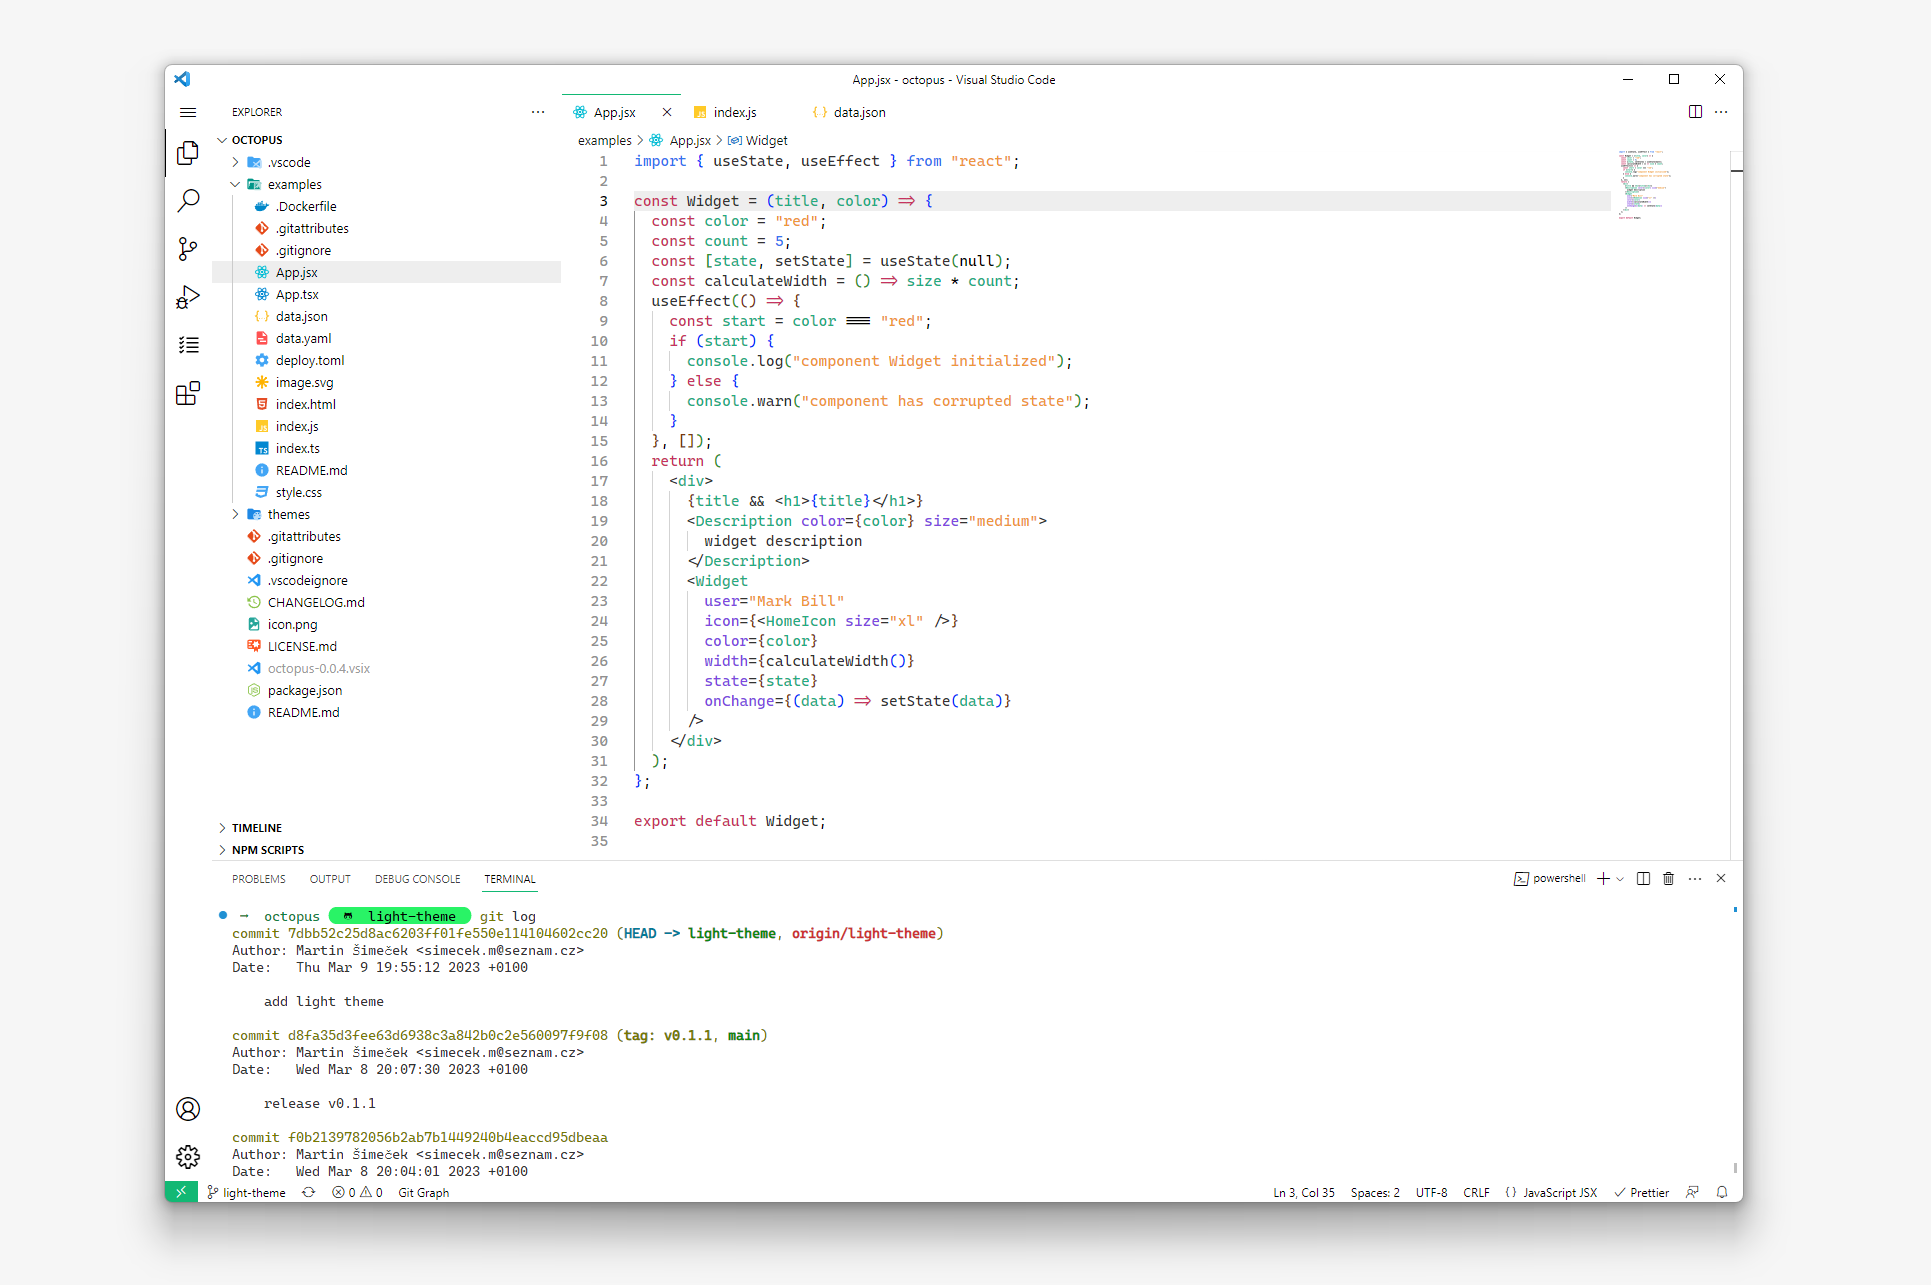 App.jsx - octopus - Visual Studio Code
EXPLORER
OCTOPUS
.vscode
examples
.Dockerfile
.gitattributes
.gitignore
App.jsx
App.tsx
data.json
data.yaml
deploy.toml
image.svg
index.html
index.js
index.ts
README.md
style.css
themes
.gitattributes
.gitignore
.vscodeignore
CHANGELOG.md
icon.png
LICENSE.md
octopus-0.0.4.vsix
package.json
README.md
TIMELINE
NPM SCRIPTS
App.jsx index.js data.json
examples > App.jsx > Widget
1 import { useState, useEffect } from "react";
2
3 const Widget = (title, color) => {
4 const color = "red";
5 const count = 5;
6 const [state, setState] = useState(null);
7 const calculateWidth = () => size * count;
8 useEffect(() => {
9 const start = color === "red";
10 if (start) {
11 console.log("component Widget initialized");
12 } else {
13 console.warn("component has corrupted state");
14 }
15 }, []);
16 return (
17 <div>
18 {title && <h1>{title}</h1>}
19 <Description color={color} size="medium">
20 widget description
21 </Description>
22 <Widget
23 user="Mark Bill"
24 icon={<HomeIcon size="xl" />}
25 color={color}
26 width={calculateWidth()}
27 state={state}
28 onChange={(data) => setState(data)}
29 />
30 </div>
31 );
32 };
33
34 export default Widget;
35
PROBLEMS OUTPUT DEBUG CONSOLE TERMINAL
powershell
→ octopus light-theme git log
commit 7dbb52c25d8ac6203ff01fe550e114104602cc20 (HEAD -> light-theme, origin/light-theme)
Author: Martin Šimeček <simecek.m@seznam.cz>
Date: Thu Mar 9 19:55:12 2023 +0100
add light theme
commit d8fa35d3fee63d6938c3a842b0c2e560097f9f08 (tag: v0.1.1, main)
Author: Martin Šimeček <simecek.m@seznam.cz>
Date: Wed Mar 8 20:07:30 2023 +0100
release v0.1.1
commit f0b2139782056b2ab7b1449240b4eaccd95dbeaa
Author: Martin Šimeček <simecek.m@seznam.cz>
Date: Wed Mar 8 20:04:01 2023 +0100
light-theme 0 0 Git Graph
Ln 3, Col 35 Spaces: 2 UTF-8 CRLF { } JavaScript JSX Prettier